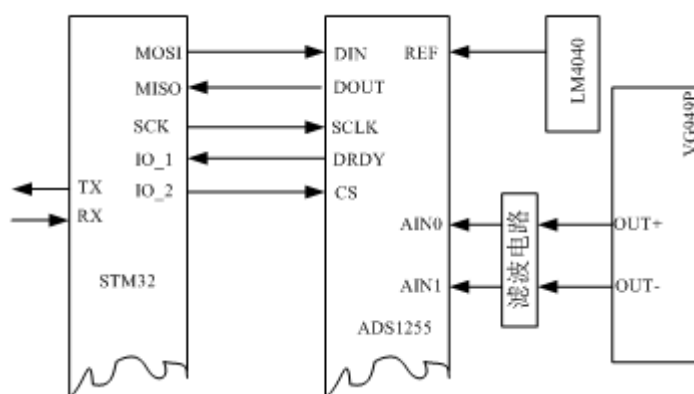 MOSI
MISO
SCK
IO_1
IO_2
TX
RX
STM32
DIN
DOUT
SCLK
DRDY
CS
REF
AIN0
AIN1
ADS1255
LM4040
滤波电路
VG949P
OUT+
OUT-